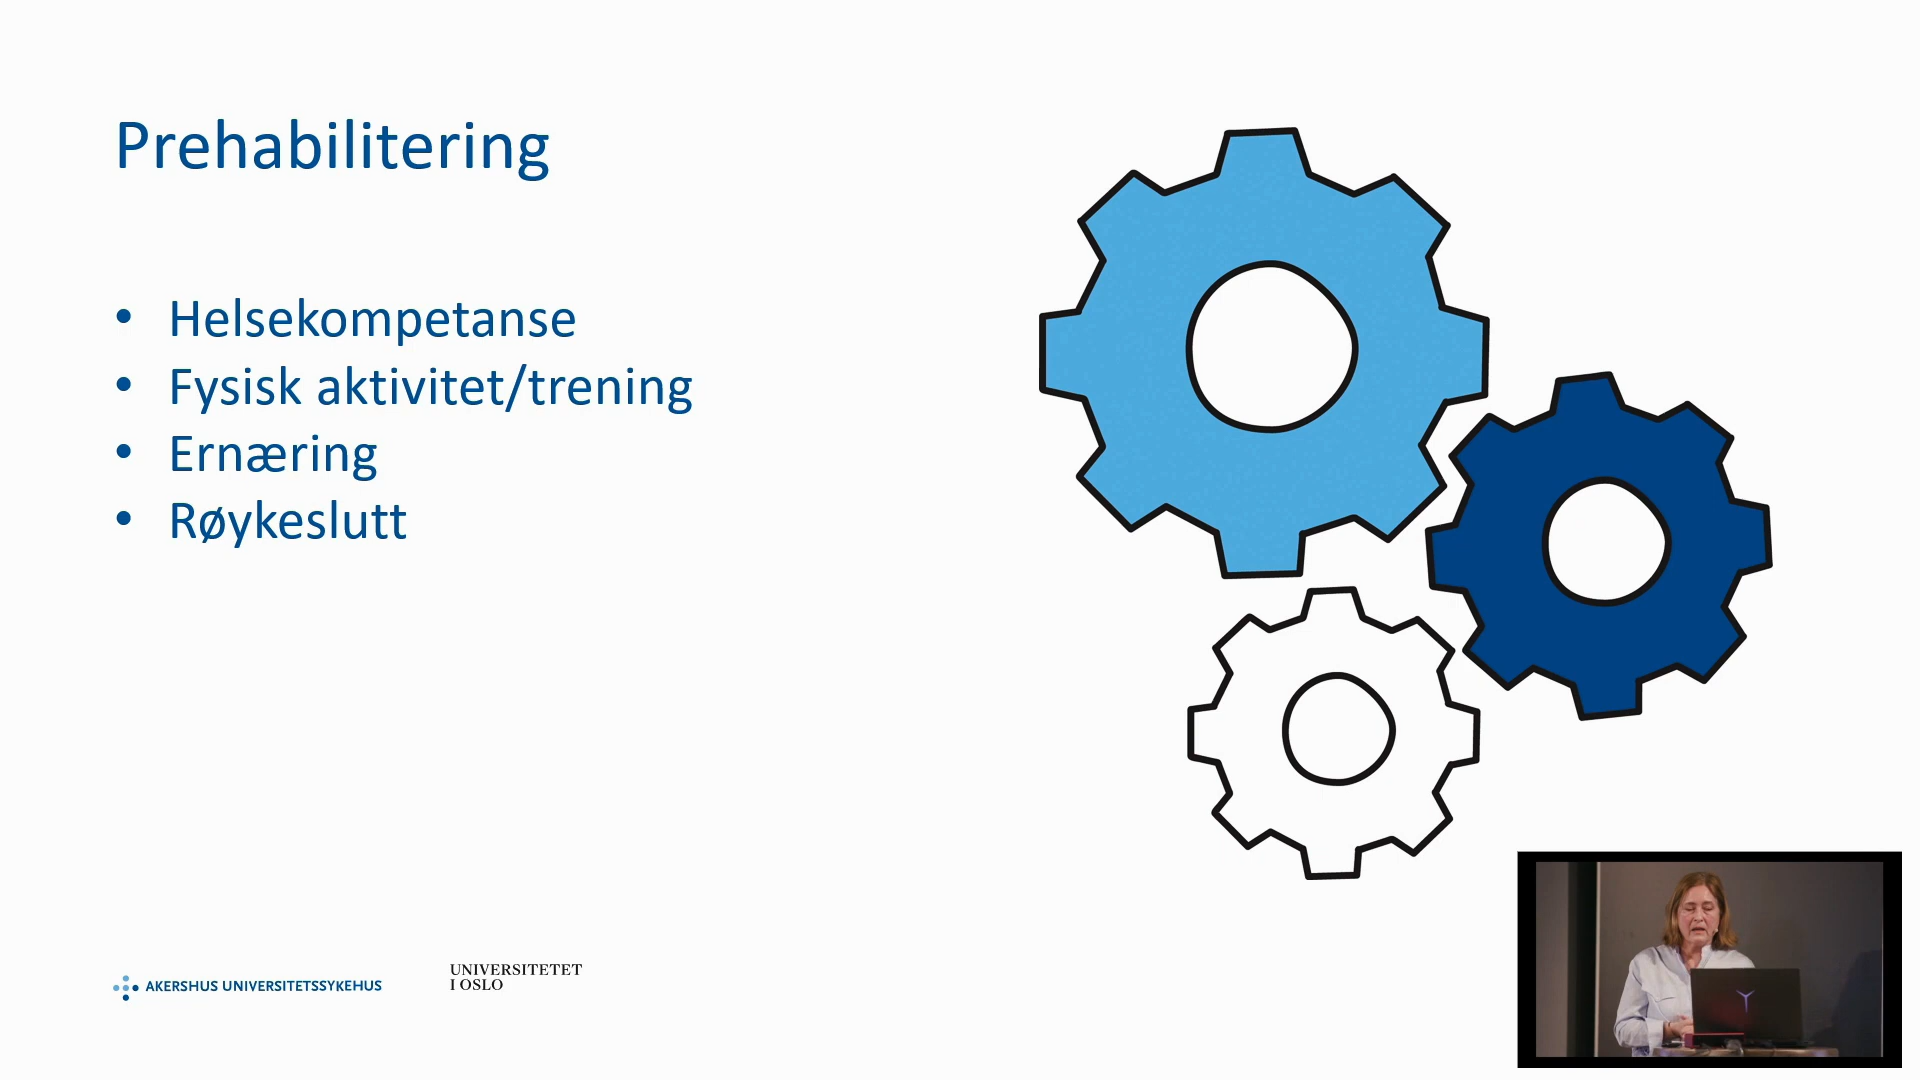 Prehabilitering
• Helsekompetanse
• Fysisk aktivitet/trening
• Ernæring
• Røykeslutt
AKERSHUS UNIVERSITETSSYKEHUS
UNIVERSITETET
I OSLO